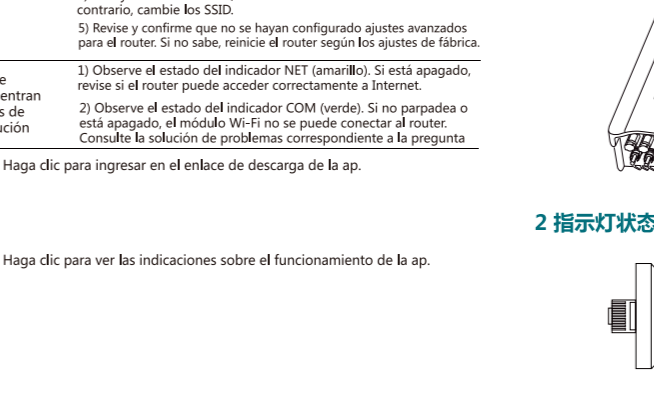 contrario, cambie los SSID.
5) Revise y confirme que no se hayan configurado ajustes avanzados
para el router. Si no sabe, reinicie el router según los ajustes de fábrica.
1) Observe el estado del indicador NET (amarillo). Si está apagado,
revise si el router puede acceder correctamente a Internet.
2) Observe el estado del indicador COM (verde). Si no parpadea o
está apagado, el módulo Wi-Fi no se puede conectar al router.
Consulte la solución de problemas correspondiente a la pregunta
e
entran
s de
ución
Haga clic para ingresar en el enlace de descarga de la ap.
Haga clic para ver las indicaciones sobre el funcionamiento de la ap.
2 指示灯状态